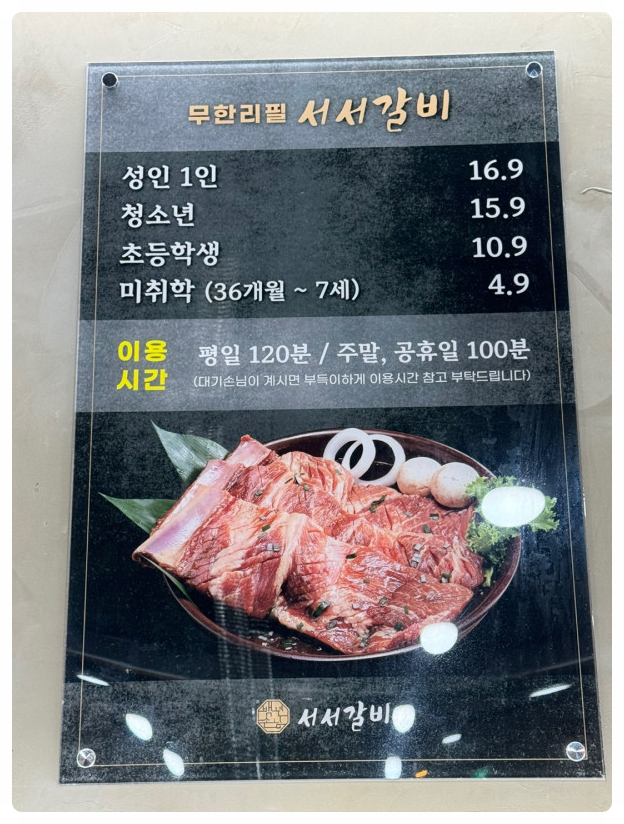 무한리필 서서갈비
성인 1인 16.9
청소년 15.9
초등학생 10.9
미취학 (36개월 ~ 7세) 4.9
이용
시간
평일 120분 / 주말, 공휴일 100분
(대기손님이 계시면 부득이하게 이용시간 참고 부탁드립니다)
서서갈비